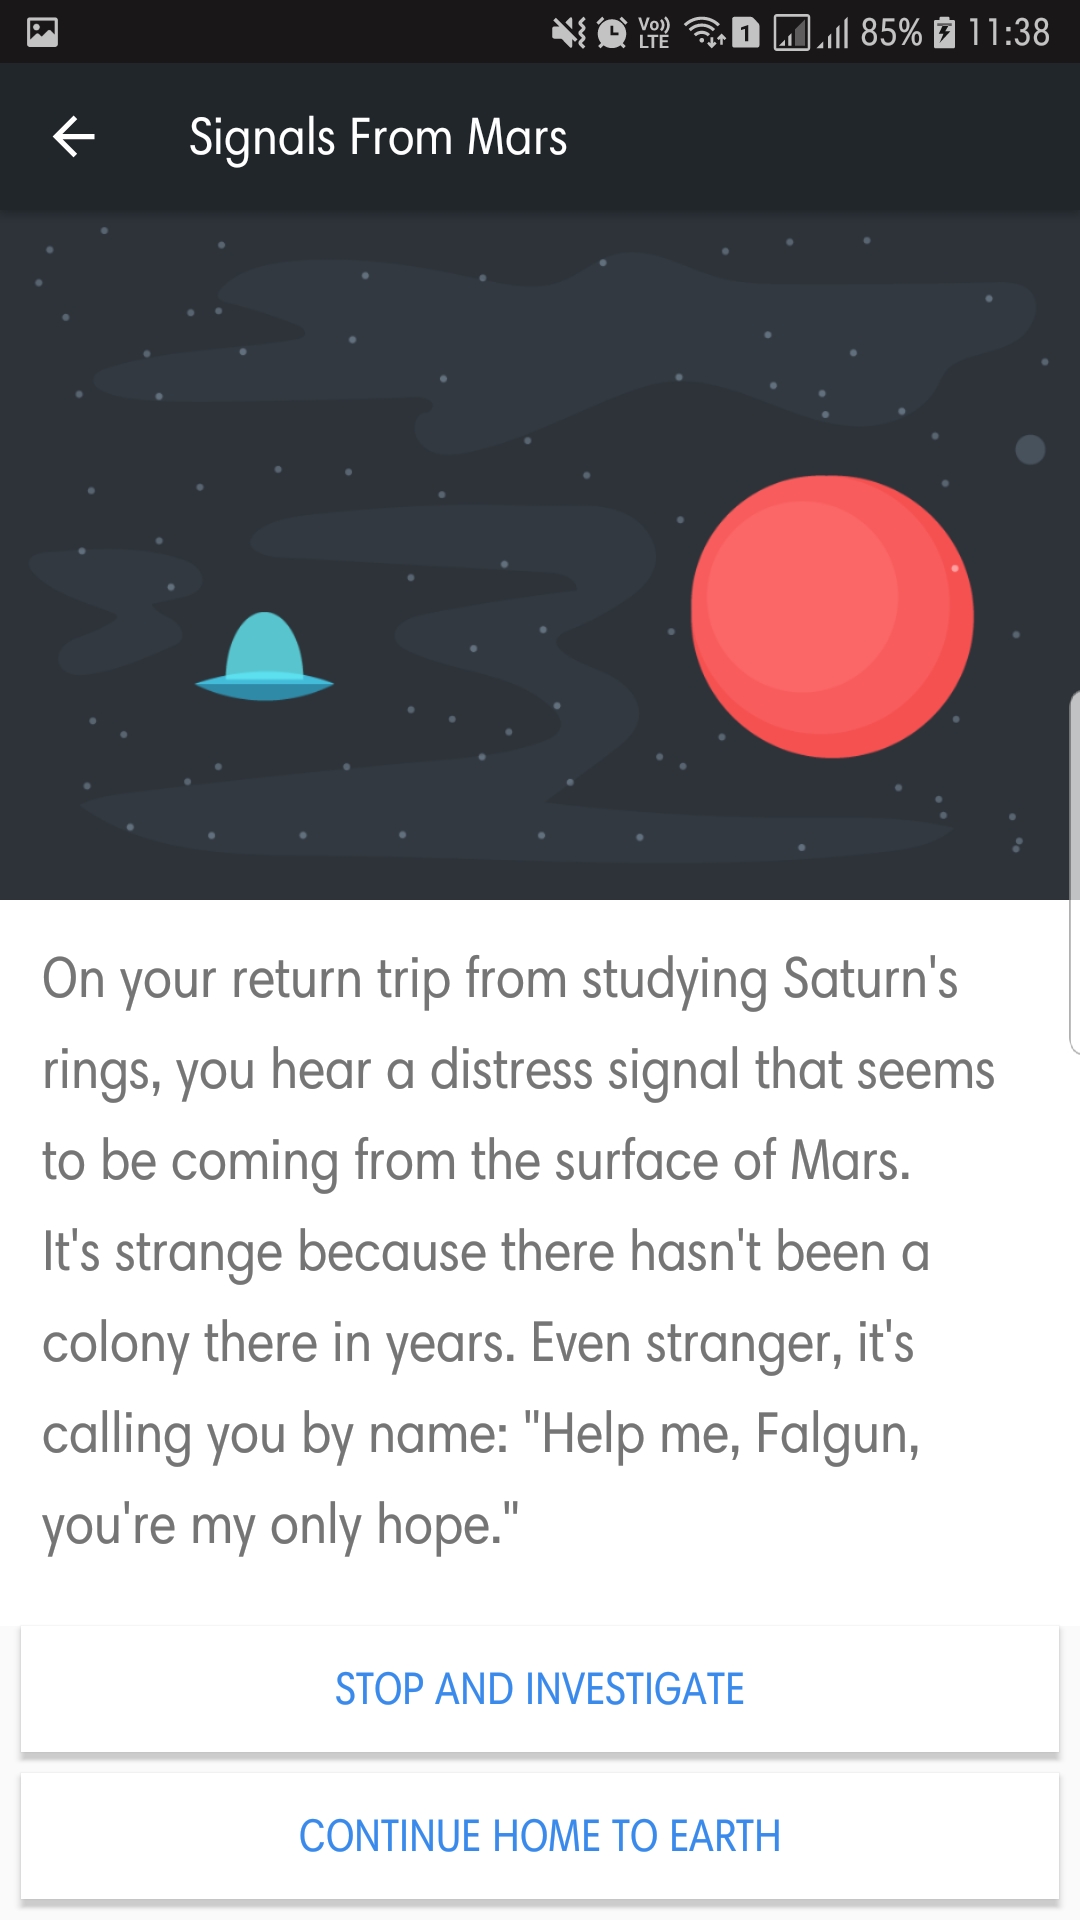 Vo)) LTE 1 85% 11:38
Signals From Mars
On your return trip from studying Saturn's
rings, you hear a distress signal that seems
to be coming from the surface of Mars.
It's strange because there hasn't been a
colony there in years. Even stranger, it's
calling you by name: "Help me, Falgun,
you're my only hope."
STOP AND INVESTIGATE
CONTINUE HOME TO EARTH